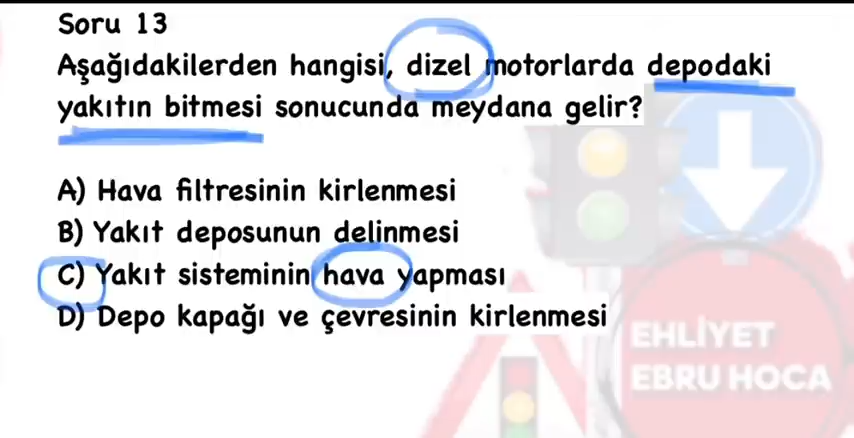 Soru 13
Aşağıdakilerden hangisi, dizel motorlarda depodaki
yakıtın bitmesi sonucunda meydana gelir?
A) Hava filtresinin kirlenmesi
B) Yakıt deposunun delinmesi
C) Yakıt sisteminin hava yapması
D) Depo kapağı ve çevresinin kirlenmesi
EHLİYET
EBRU HOCA